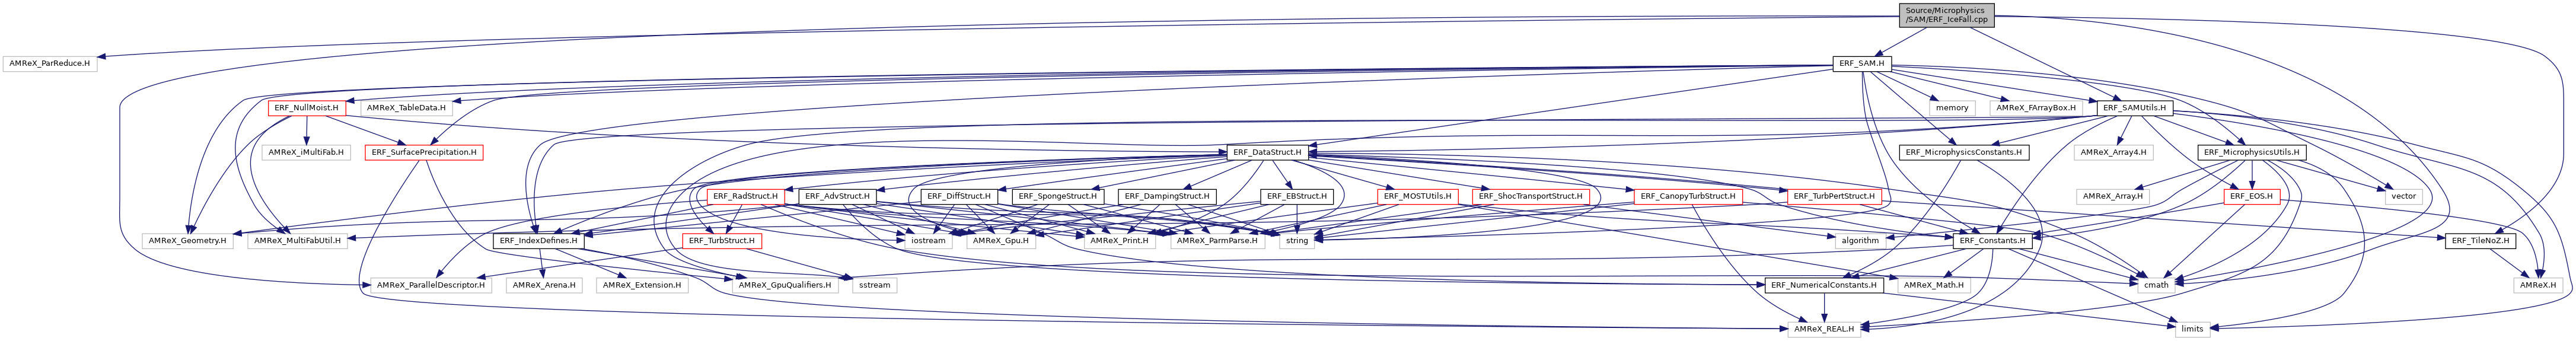 Source/Microphysics
/SAM/ERF_IceFall.cpp
AMReX_ParReduce.H
ERF_SAM.H
ERF_NullMoist.H
AMReX_TableData.H
memory
AMReX_FArrayBox.H
ERF_SAMUtils.H
AMReX_iMultiFab.H
ERF_SurfacePrecipitation.H
ERF_DataStruct.H
ERF_MicrophysicsConstants.H
AMReX_Array4.H
ERF_MicrophysicsUtils.H
ERF_RadStruct.H
ERF_AdvStruct.H
ERF_DiffStruct.H
ERF_SpongeStruct.H
ERF_DampingStruct.H
ERF_EBStruct.H
ERF_MOSTUtils.H
ERF_ShocTransportStruct.H
ERF_CanopyTurbStruct.H
ERF_TurbPertStruct.H
AMReX_Array.H
ERF_EOS.H
vector
AMReX_Geometry.H
AMReX_MultiFabUtil.H
ERF_IndexDefines.H
ERF_TurbStruct.H
iostream
AMReX_Gpu.H
AMReX_Print.H
AMReX_ParmParse.H
string
algorithm
ERF_Constants.H
ERF_TileNoZ.H
AMReX_ParallelDescriptor.H
AMReX_Arena.H
AMReX_Extension.H
AMReX_GpuQualifiers.H
sstream
ERF_NumericalConstants.H
AMReX_Math.H
cmath
AMReX.H
AMReX_REAL.H
limits